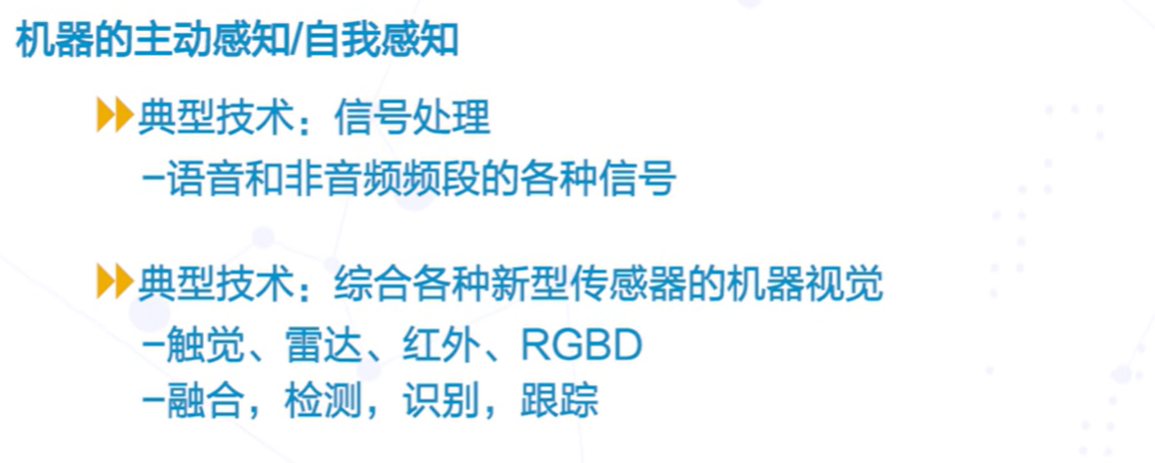 机器的主动感知/自我感知
典型技术：信号处理
-语音和非音频频段的各种信号
典型技术：综合各种新型传感器的机器视觉
-触觉、雷达、红外、RGBD
-融合，检测，识别，跟踪